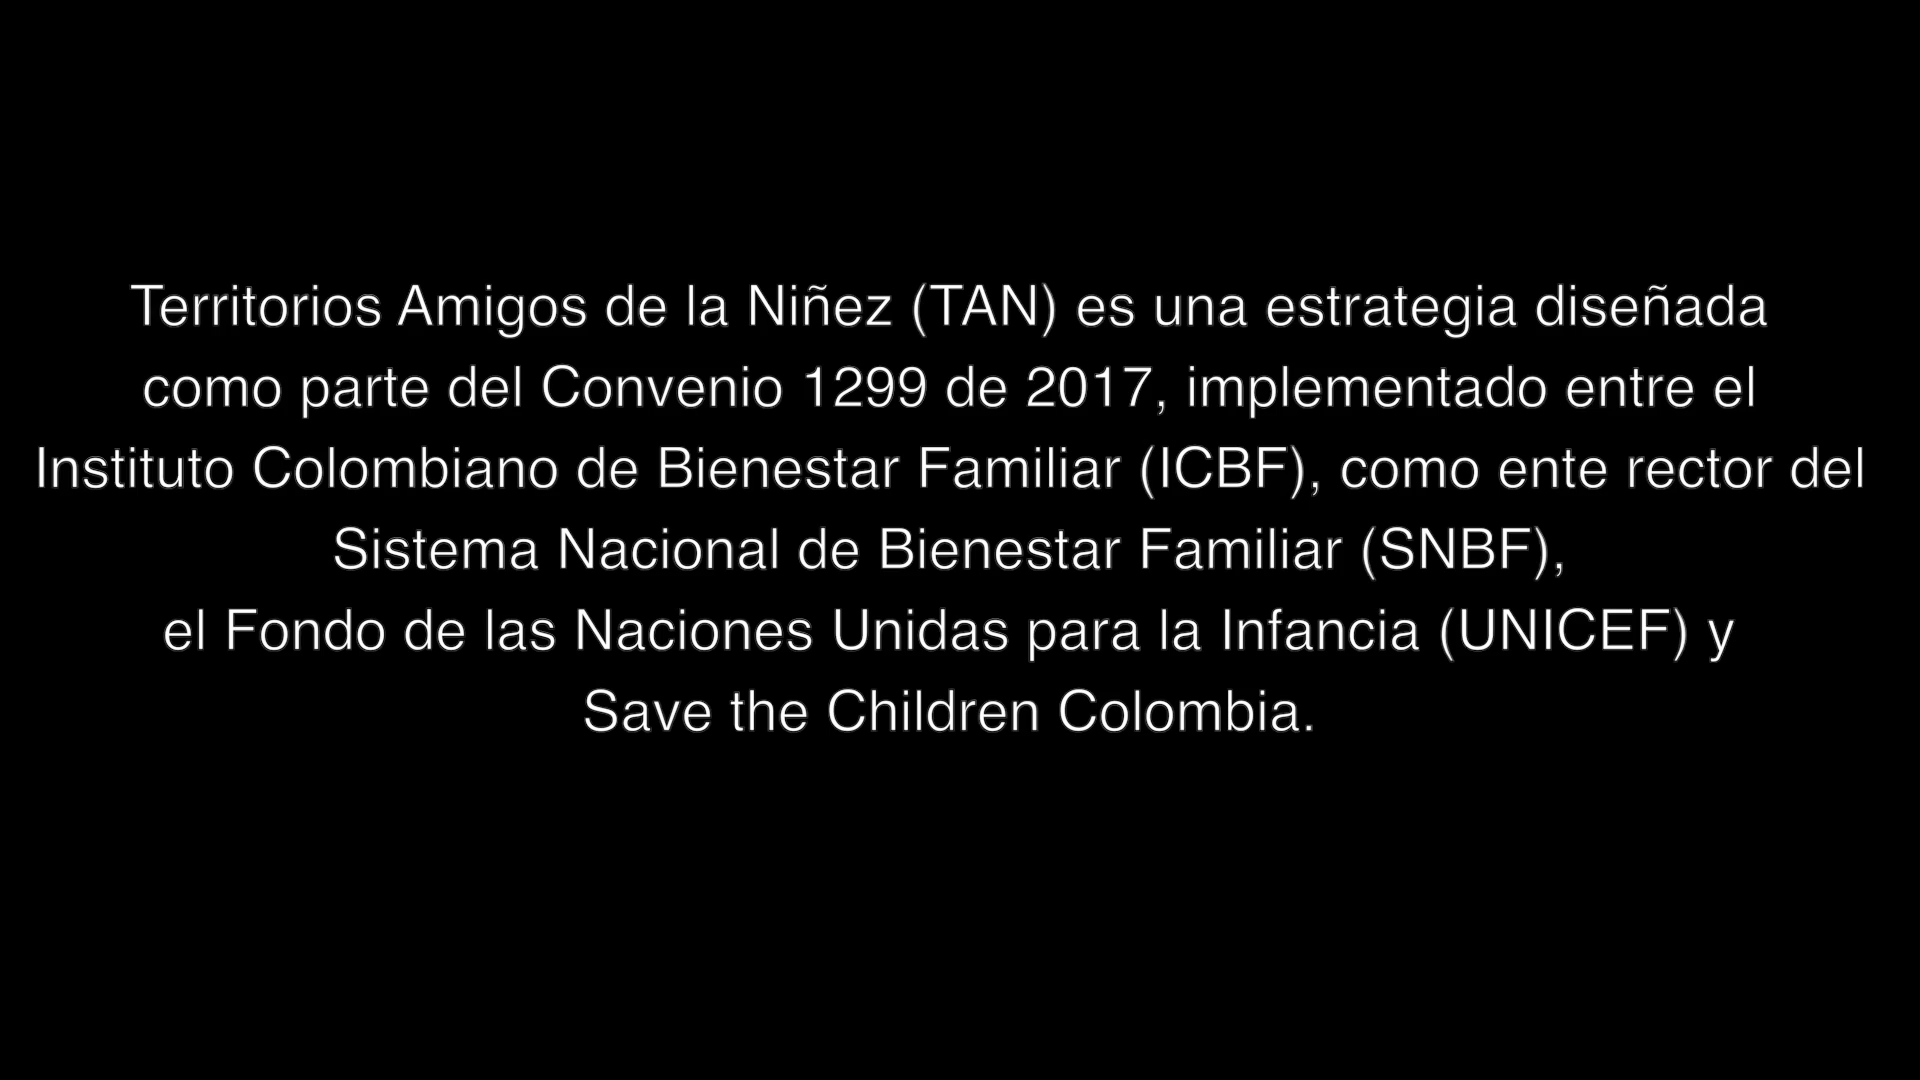 Territorios Amigos de la Niñez (TAN) es una estrategia diseñada
como parte del Convenio 1299 de 2017, implementado entre el
Instituto Colombiano de Bienestar Familiar (ICBF), como ente rector del
Sistema Nacional de Bienestar Familiar (SNBF),
el Fondo de las Naciones Unidas para la Infancia (UNICEF) y
Save the Children Colombia.